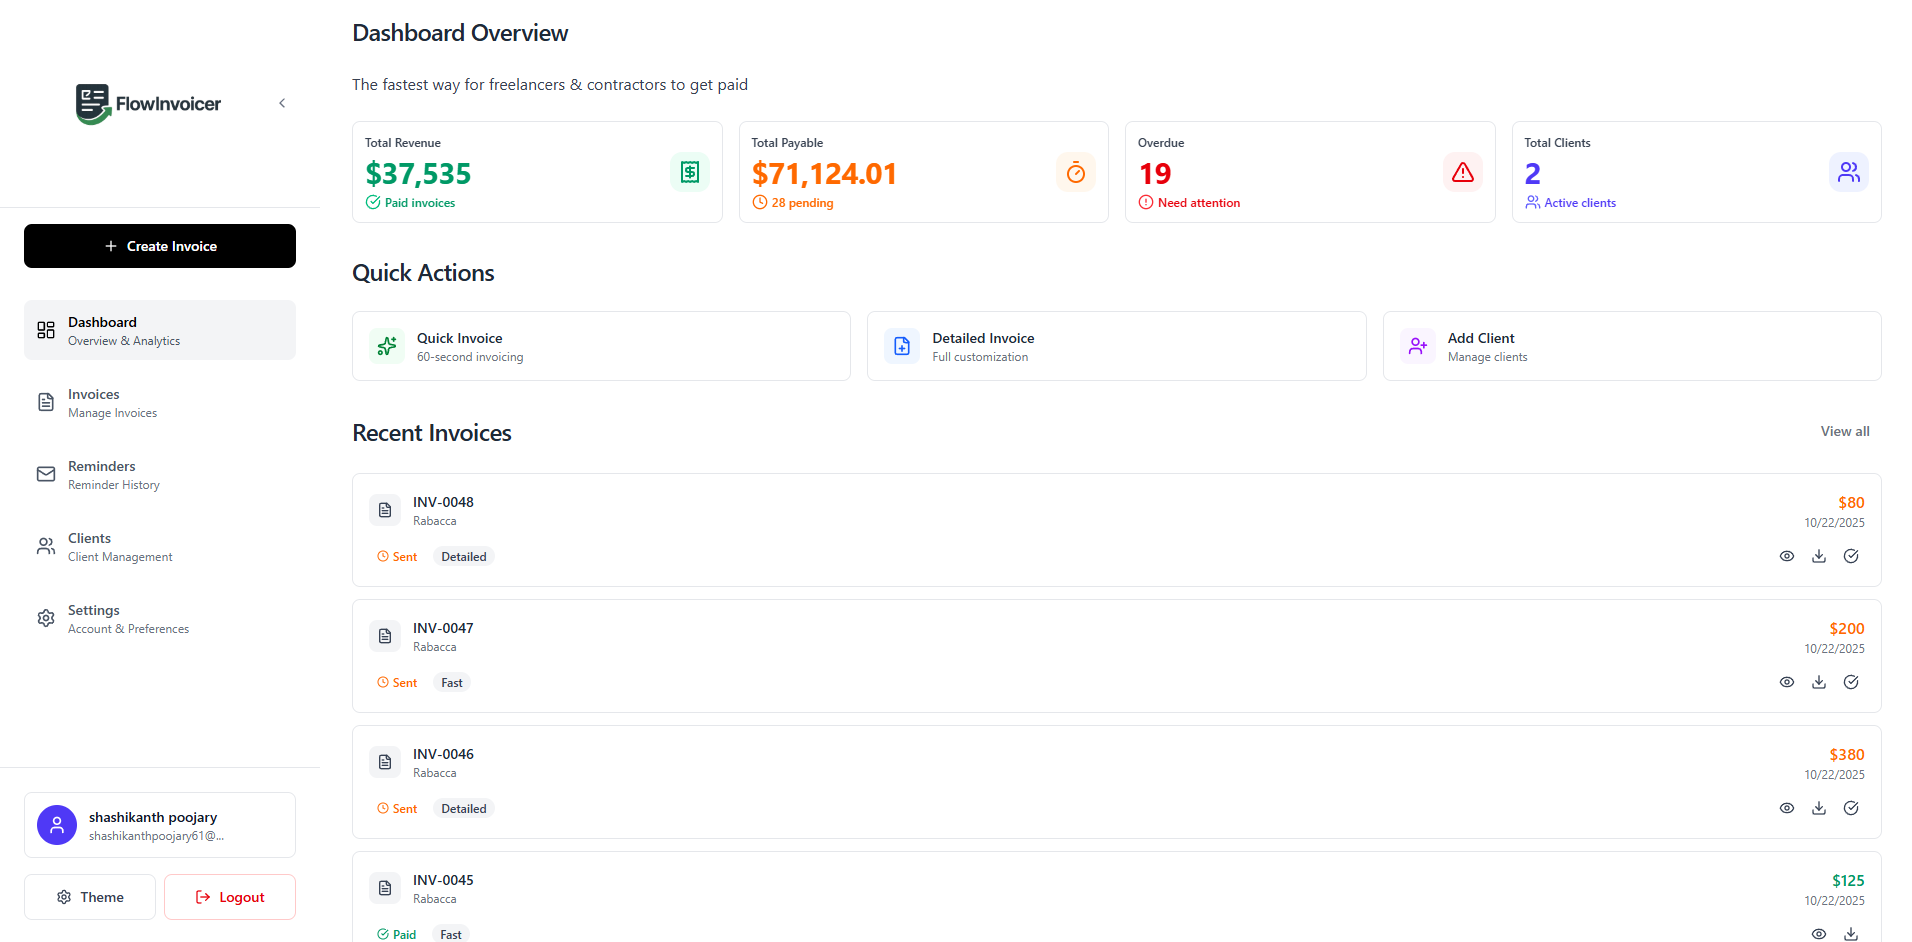 FlowInvoicer
Create Invoice
Dashboard
Overview & Analytics
Invoices
Manage Invoices
Reminders
Reminder History
Clients
Client Management
Settings
Account & Preferences
shashikanth poojary
shashikanthpoojary61@...
Theme
Logout
Dashboard Overview
The fastest way for freelancers & contractors to get paid
Total Revenue
$37,535
Paid invoices
Total Payable
$71,124.01
28 pending
Overdue
19
Need attention
Total Clients
2
Active clients
Quick Actions
Quick Invoice
60-second invoicing
Detailed Invoice
Full customization
Add Client
Manage clients
Recent Invoices
View all
INV-0048
Rabacca
Sent
Detailed
$80
10/22/2025
INV-0047
Rabacca
Sent
Fast
$200
10/22/2025
INV-0046
Rabacca
Sent
Detailed
$380
10/22/2025
INV-0045
Rabacca
Paid
Fast
$125
10/22/2025